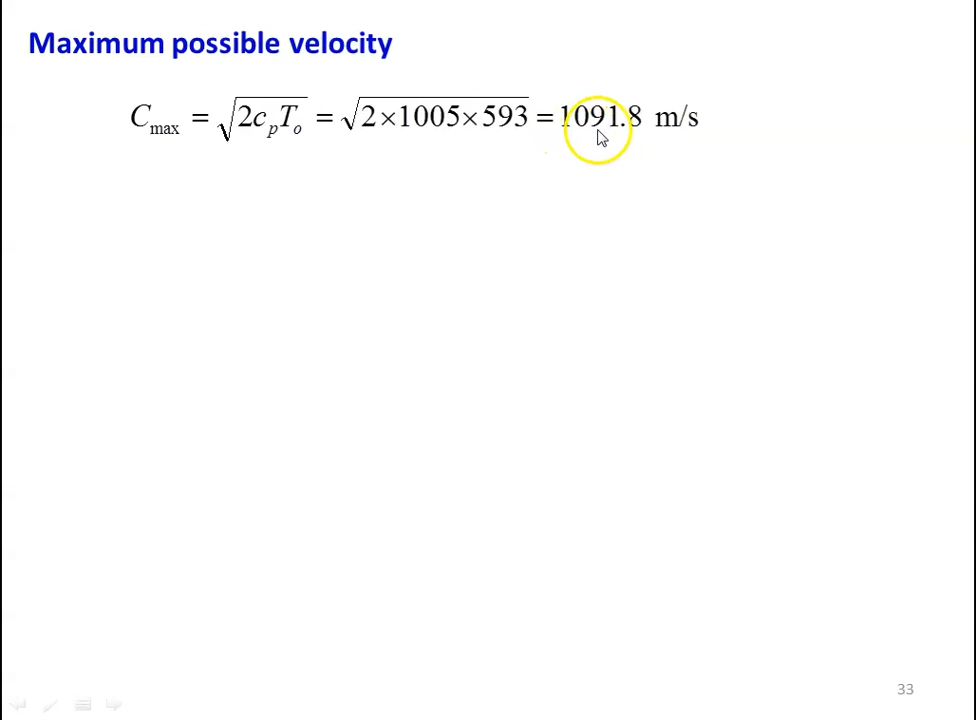 Maximum possible velocity
C_max = √(2c_pT_o) = √(2×1005×593) = 1091.8 m/s
33